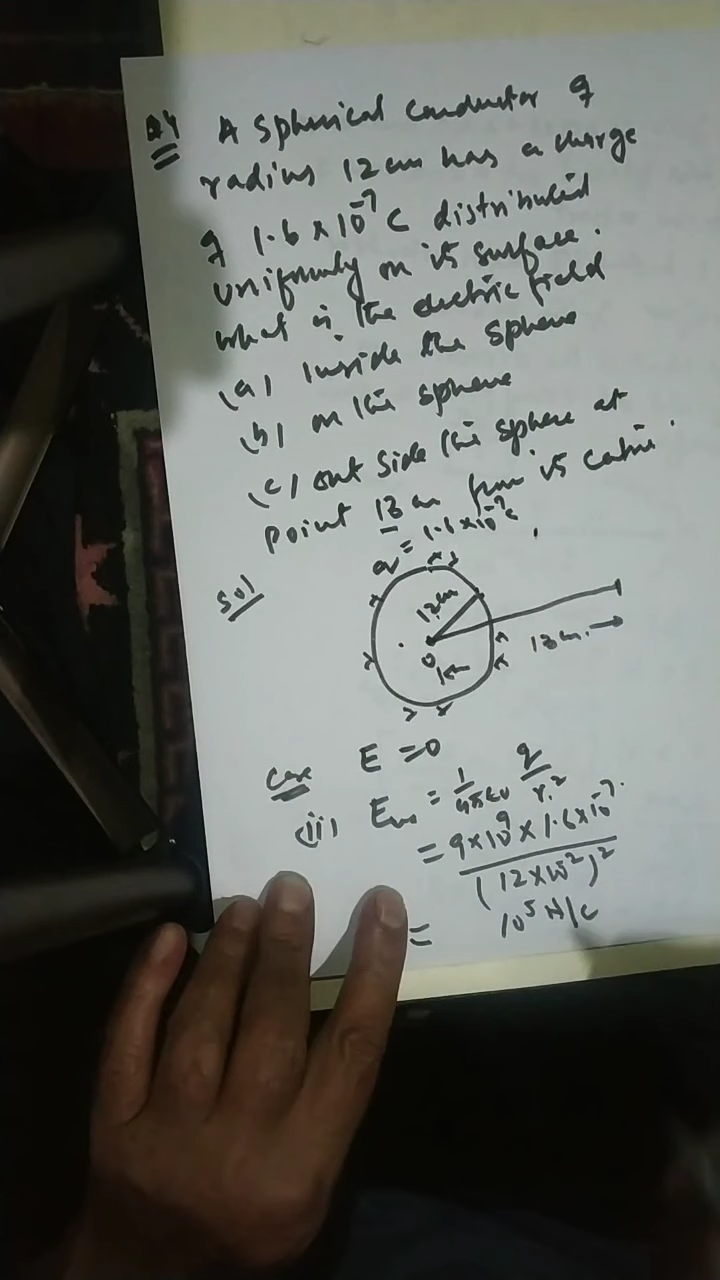 Q4 A Spherical conductor of
radius 12 cm has a charge
of 1.6 x 10⁻⁷ C distributed
uniformly on its surface.
what is the electric field
(a) Inside the sphere
(b) on the sphere
(c) out side the sphere at
point 18 cm from its centre.
q = 1.6 x 10⁻⁷ C
Sol
12 cm
O
18 cm.
Case E = 0
(ii) = 1/4πε₀ q/r²
= 9 x 10⁹ x 1.6 x 10⁻⁷
(12 x 10⁻²)²
= 10⁵ N/C